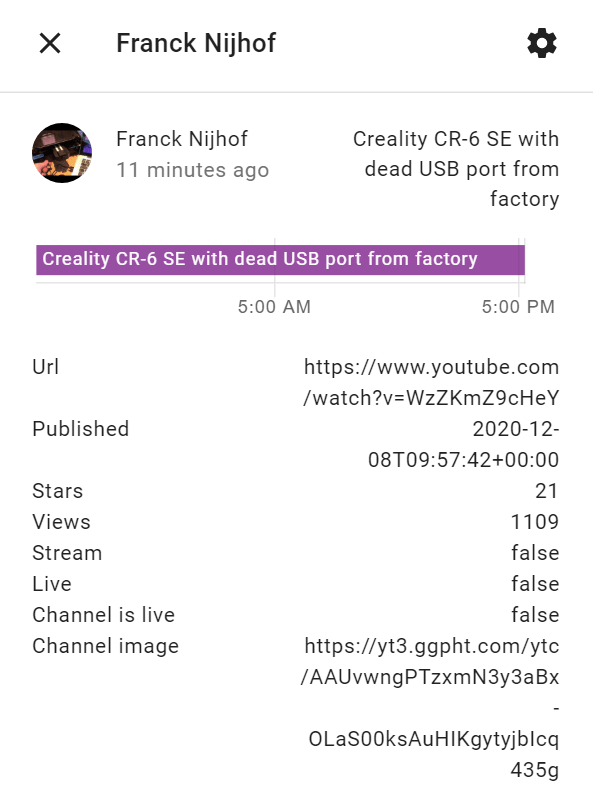 Franck Nijhof
Franck Nijhof
11 minutes ago
Creality CR-6 SE with
dead USB port from
factory
Creality CR-6 SE with dead USB port from factory
5:00 AM
5:00 PM
Url
https://www.youtube.com
/watch?v=WzZKmZ9cHeY
Published
2020-12-
08T09:57:42+00:00
Stars
21
Views
1109
Stream
false
Live
false
Channel is live
false
Channel image
https://yt3.ggpht.com/ytc
/AAUvwngPTzxmN3y3aBx
-
OLaS00ksAuHIKgytyjbIcq
435g